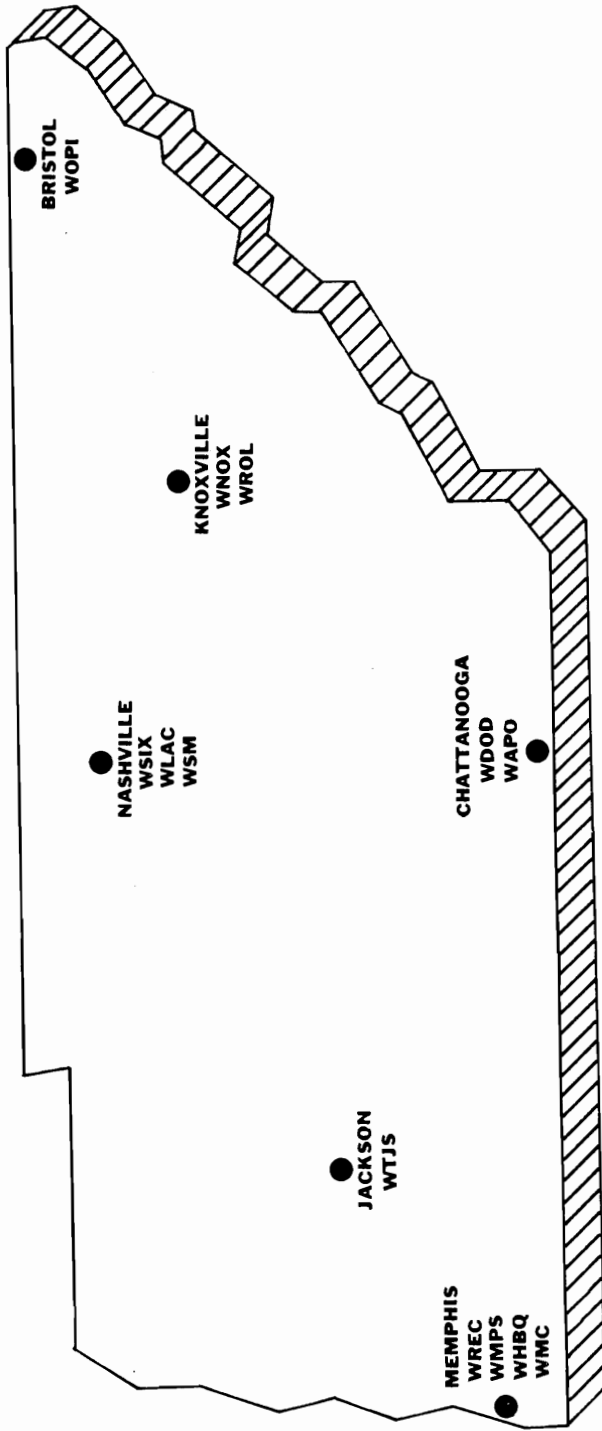 BRISTOL
WOPI
KNOXVILLE
WNOX
WROL
NASHVILLE
WSIX
WLAC
WSM
CHATTANOOGA
WDOD
WAPO
JACKSON
WTJS
MEMPHIS
WREC
WMPS
WHBQ
WMC